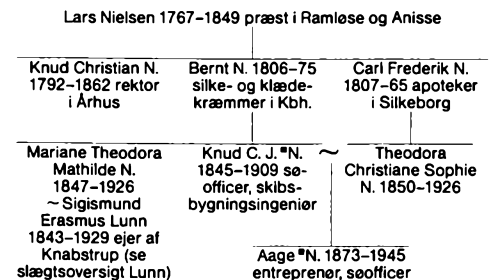 Lars Nielsen 1767–1849 præst i Ramløse og Anisse
Knud Christian N.
1792–1862 rektor
i Århus
Bernt N. 1806–75
silke- og klæde-
kræmmer i Kbh.
Carl Frederik N.
1807–65 apoteker
i Silkeborg
Mariane Theodora
Mathilde N.
1847–1926
~ Sigismund
Erasmus Lunn
1843–1929 ejer af
Knabstrup (se
slægtsoversigt Lunn)
Knud C. J. ■N.
1845–1909 sø-
officer, skibs-
bygningsingeniør
~
Theodora
Christiane Sophie
N. 1850–1926
Aage ■N. 1873–1945
entreprenør, søofficer